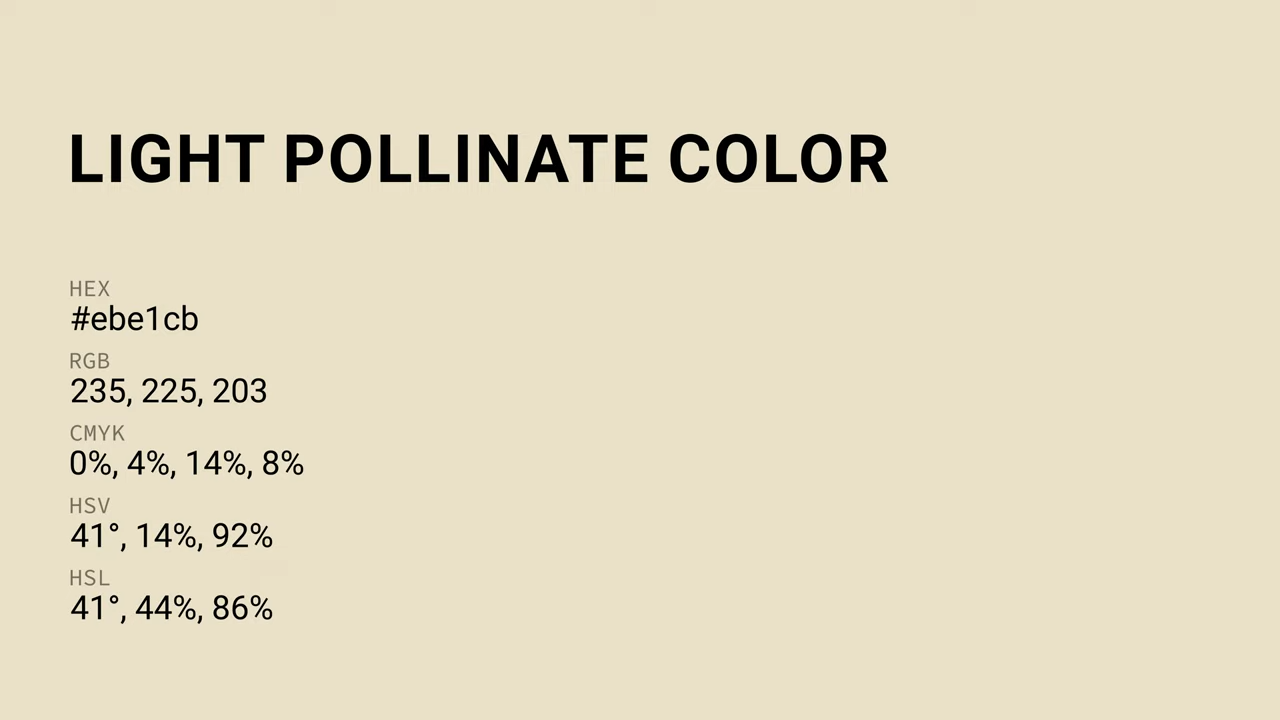 LIGHT POLLINATE COLOR
HEX
#ebe1cb
RGB
235, 225, 203
CMYK
0%, 4%, 14%, 8%
HSV
41°, 14%, 92%
HSL
41°, 44%, 86%